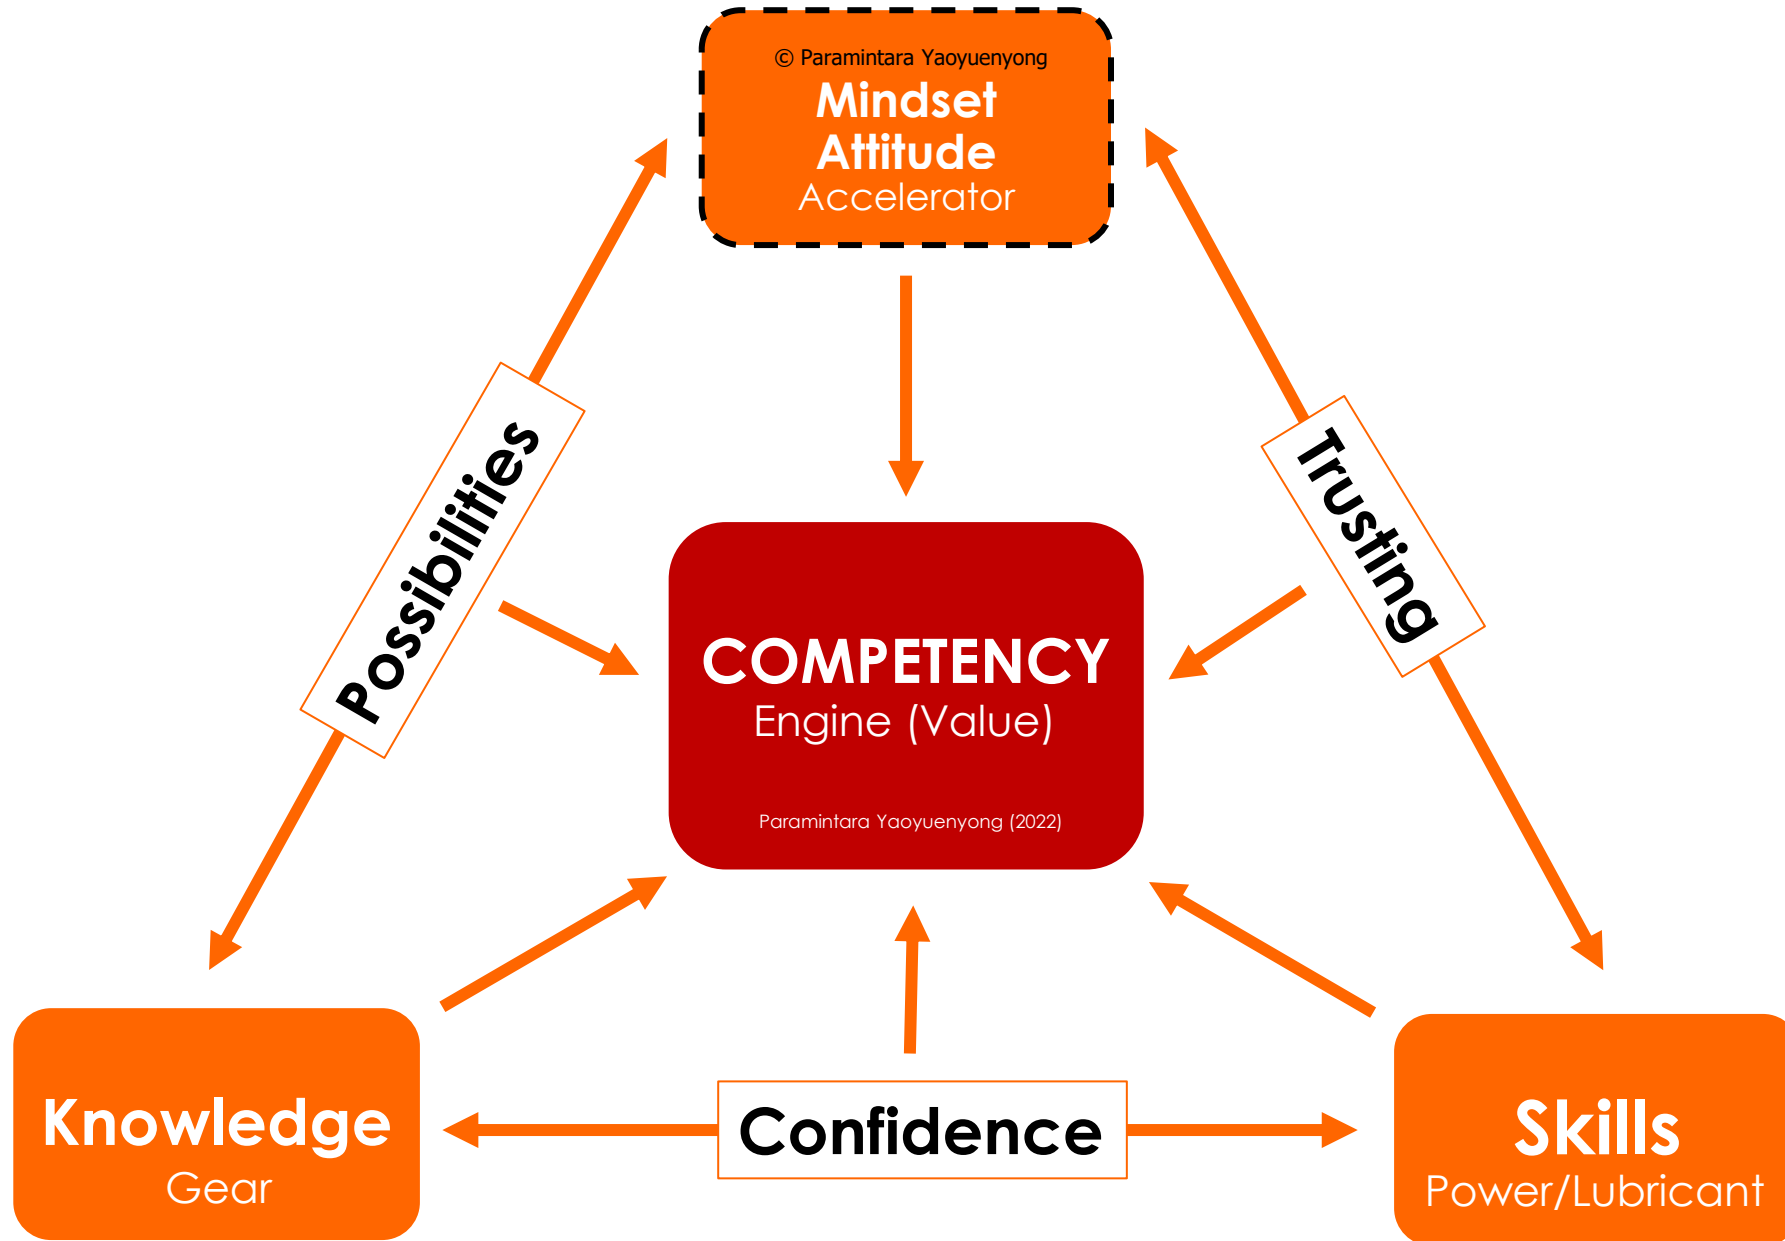 © Paramintara Yaoyuenyong
Mindset
Attitude
Accelerator
Possibilities
Trusting
COMPETENCY
Engine (Value)
Paramintara Yaoyuenyong (2022)
Knowledge
Gear
Confidence
Skills
Power/Lubricant